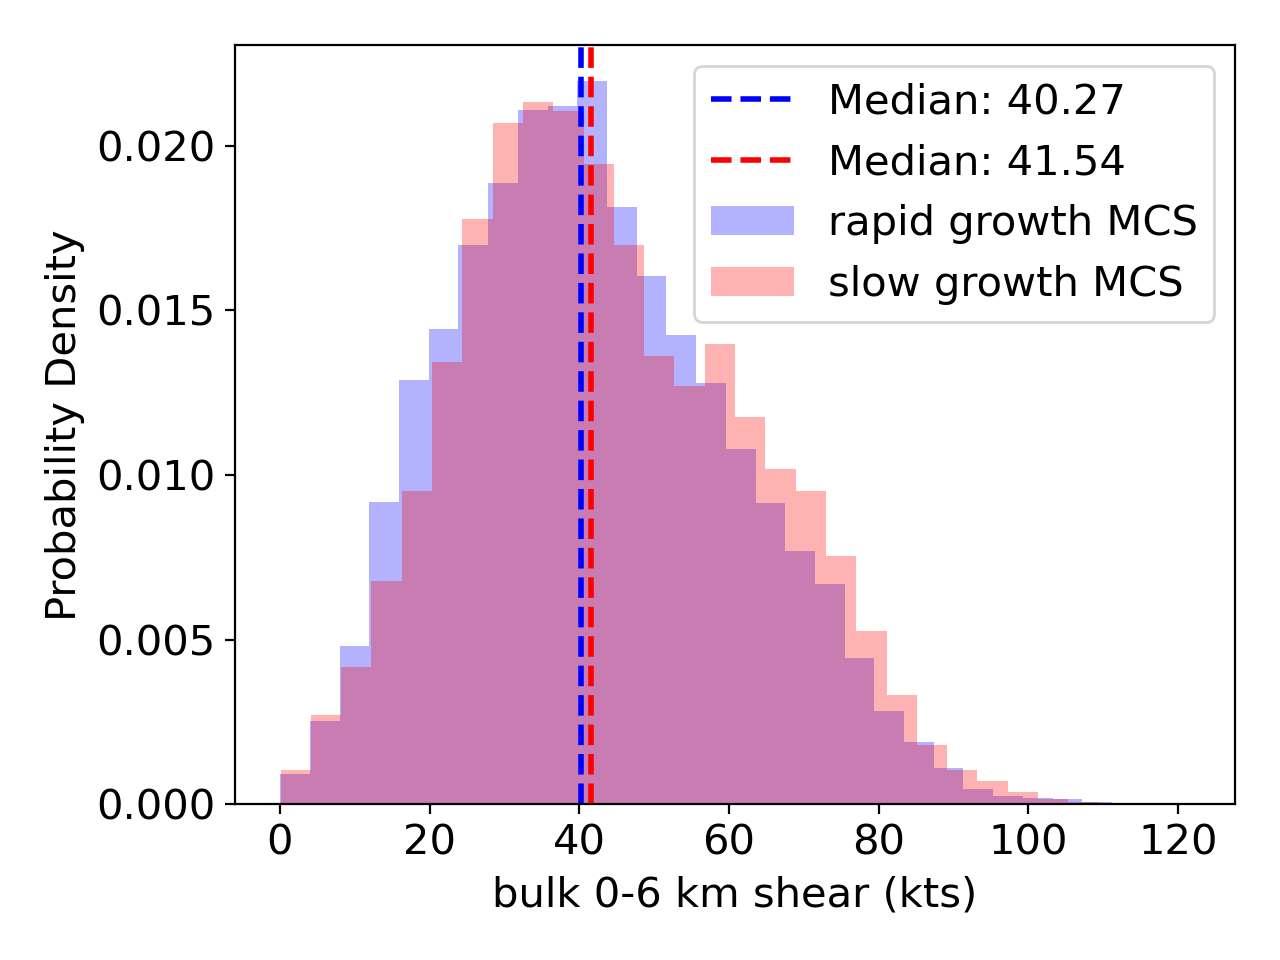 Median: 40.27
Median: 41.54
rapid growth MCS
slow growth MCS
Probability Density
0.020
0.015
0.010
0.005
0.000
0 20 40 60 80 100 120
bulk 0-6 km shear (kts)